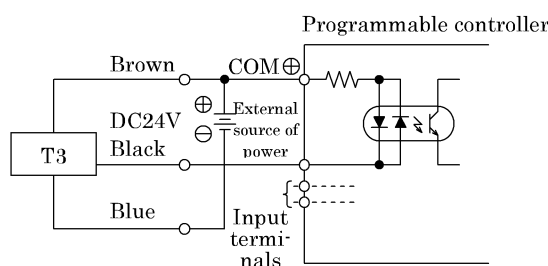 Programmable controller
Brown
COM⊕
DC24V
⊕
⊖
External
source of
power
T3
Black
Blue
Input
termi-
nals